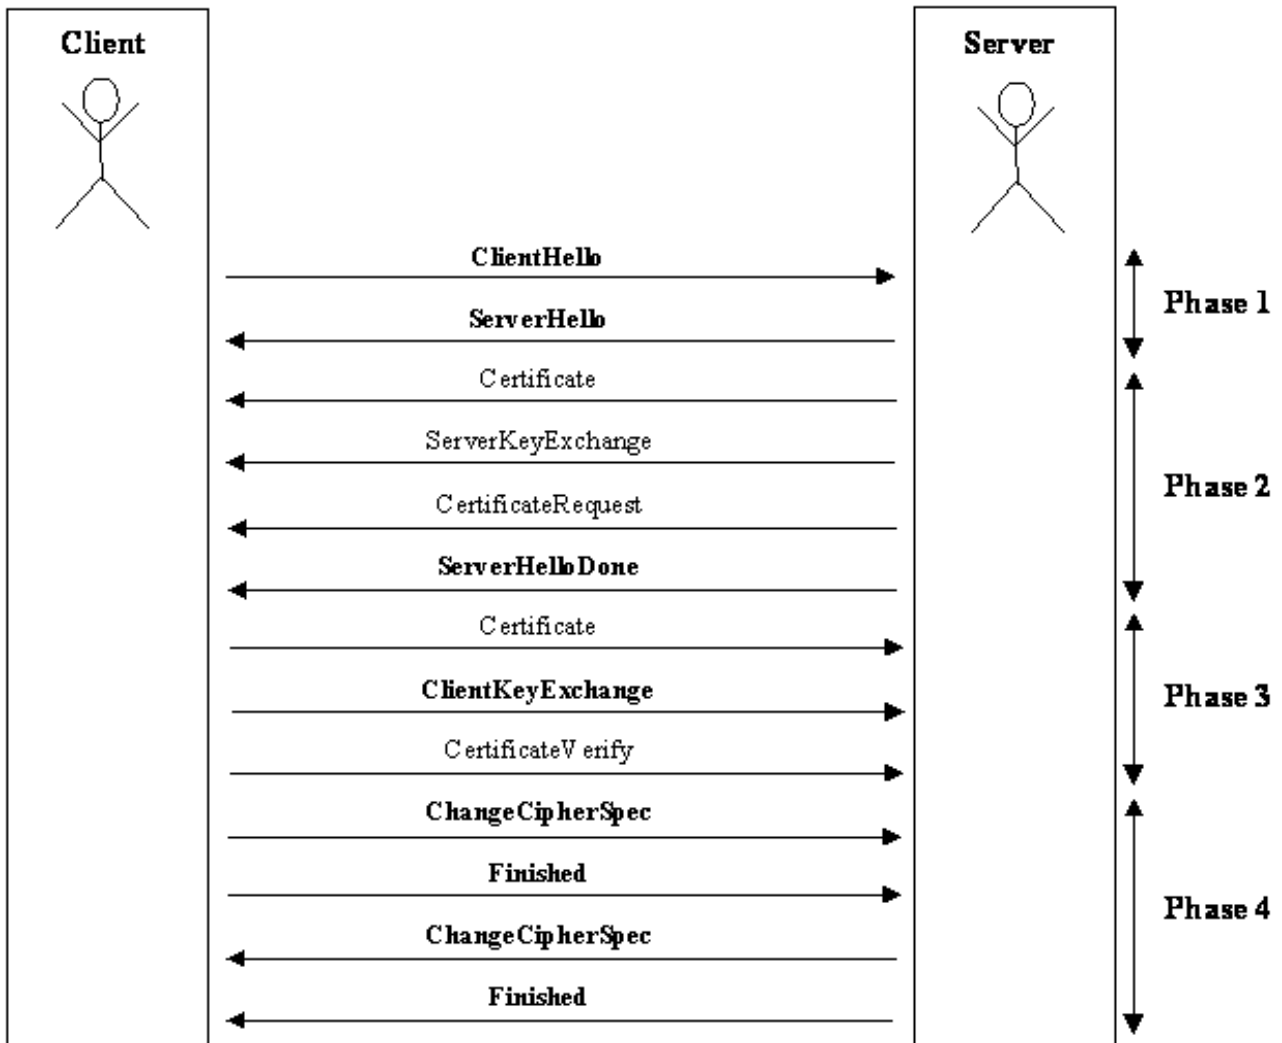 Client
Server
ClientHello
Phase 1
ServerHello
Certificate
ServerKeyExchange
Phase 2
CertificateRequest
ServerHelloDone
Certificate
ClientKeyExchange
Phase 3
CertificateVerify
ChangeCipherSpec
Finished
Phase 4
ChangeCipherSpec
Finished